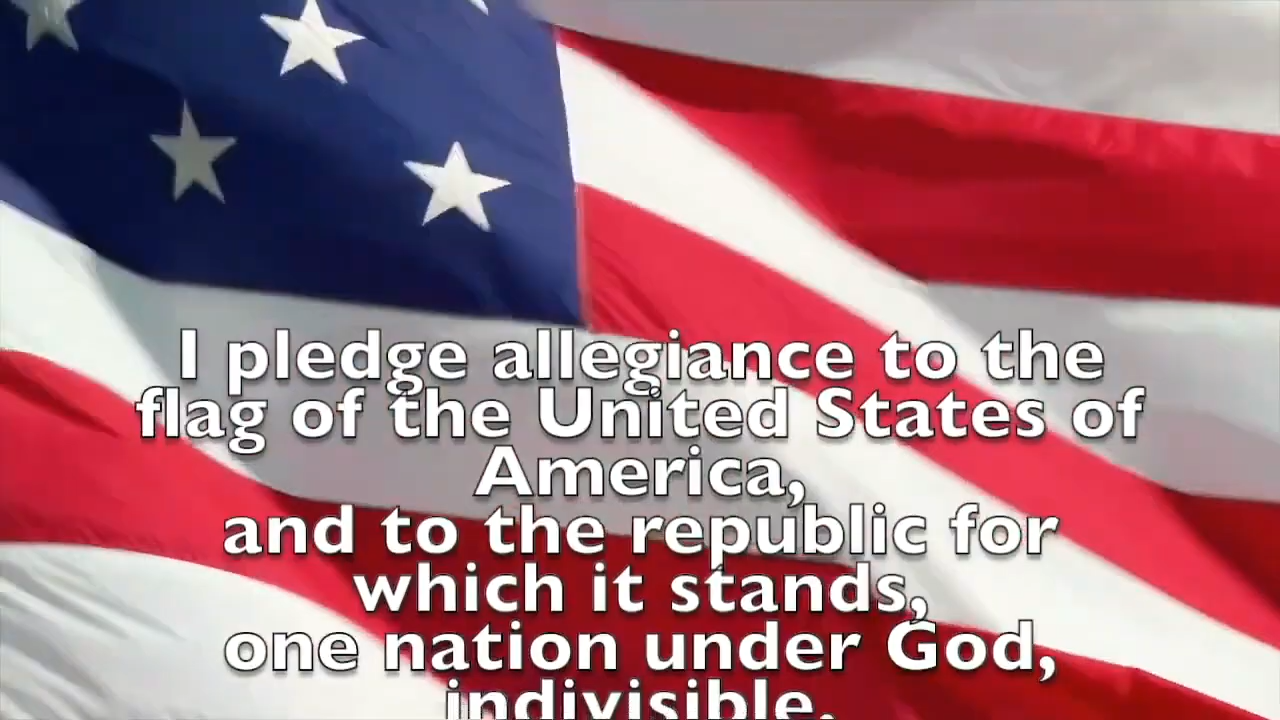 I pledge allegiance to the
flag of the United States of
America,
and to the republic for
which it stands,
one nation under God,
indivisible,